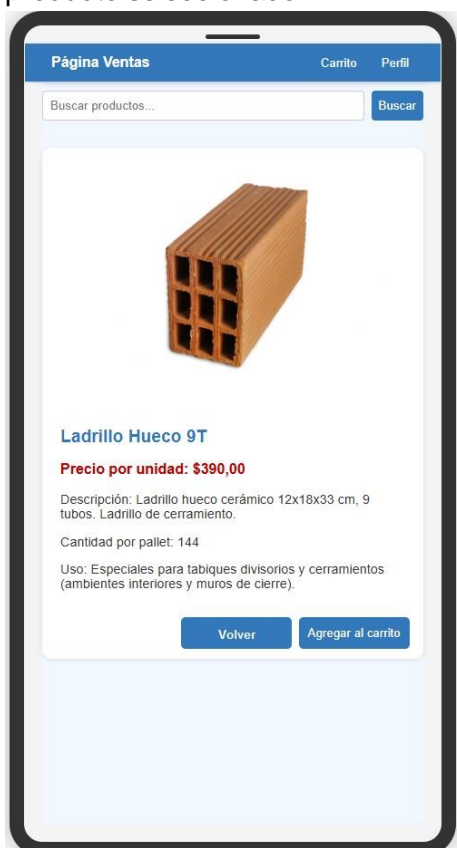 Página Ventas
Carrito Perfil
Buscar productos...
Buscar
Ladrillo Hueco 9T
Precio por unidad: $390,00
Descripción: Ladrillo hueco cerámico 12x18x33 cm, 9
tubos. Ladrillo de cerramiento.
Cantidad por pallet: 144
Uso: Especiales para tabiques divisorios y cerramientos
(ambientes interiores y muros de cierre).
Volver
Agregar al carrito